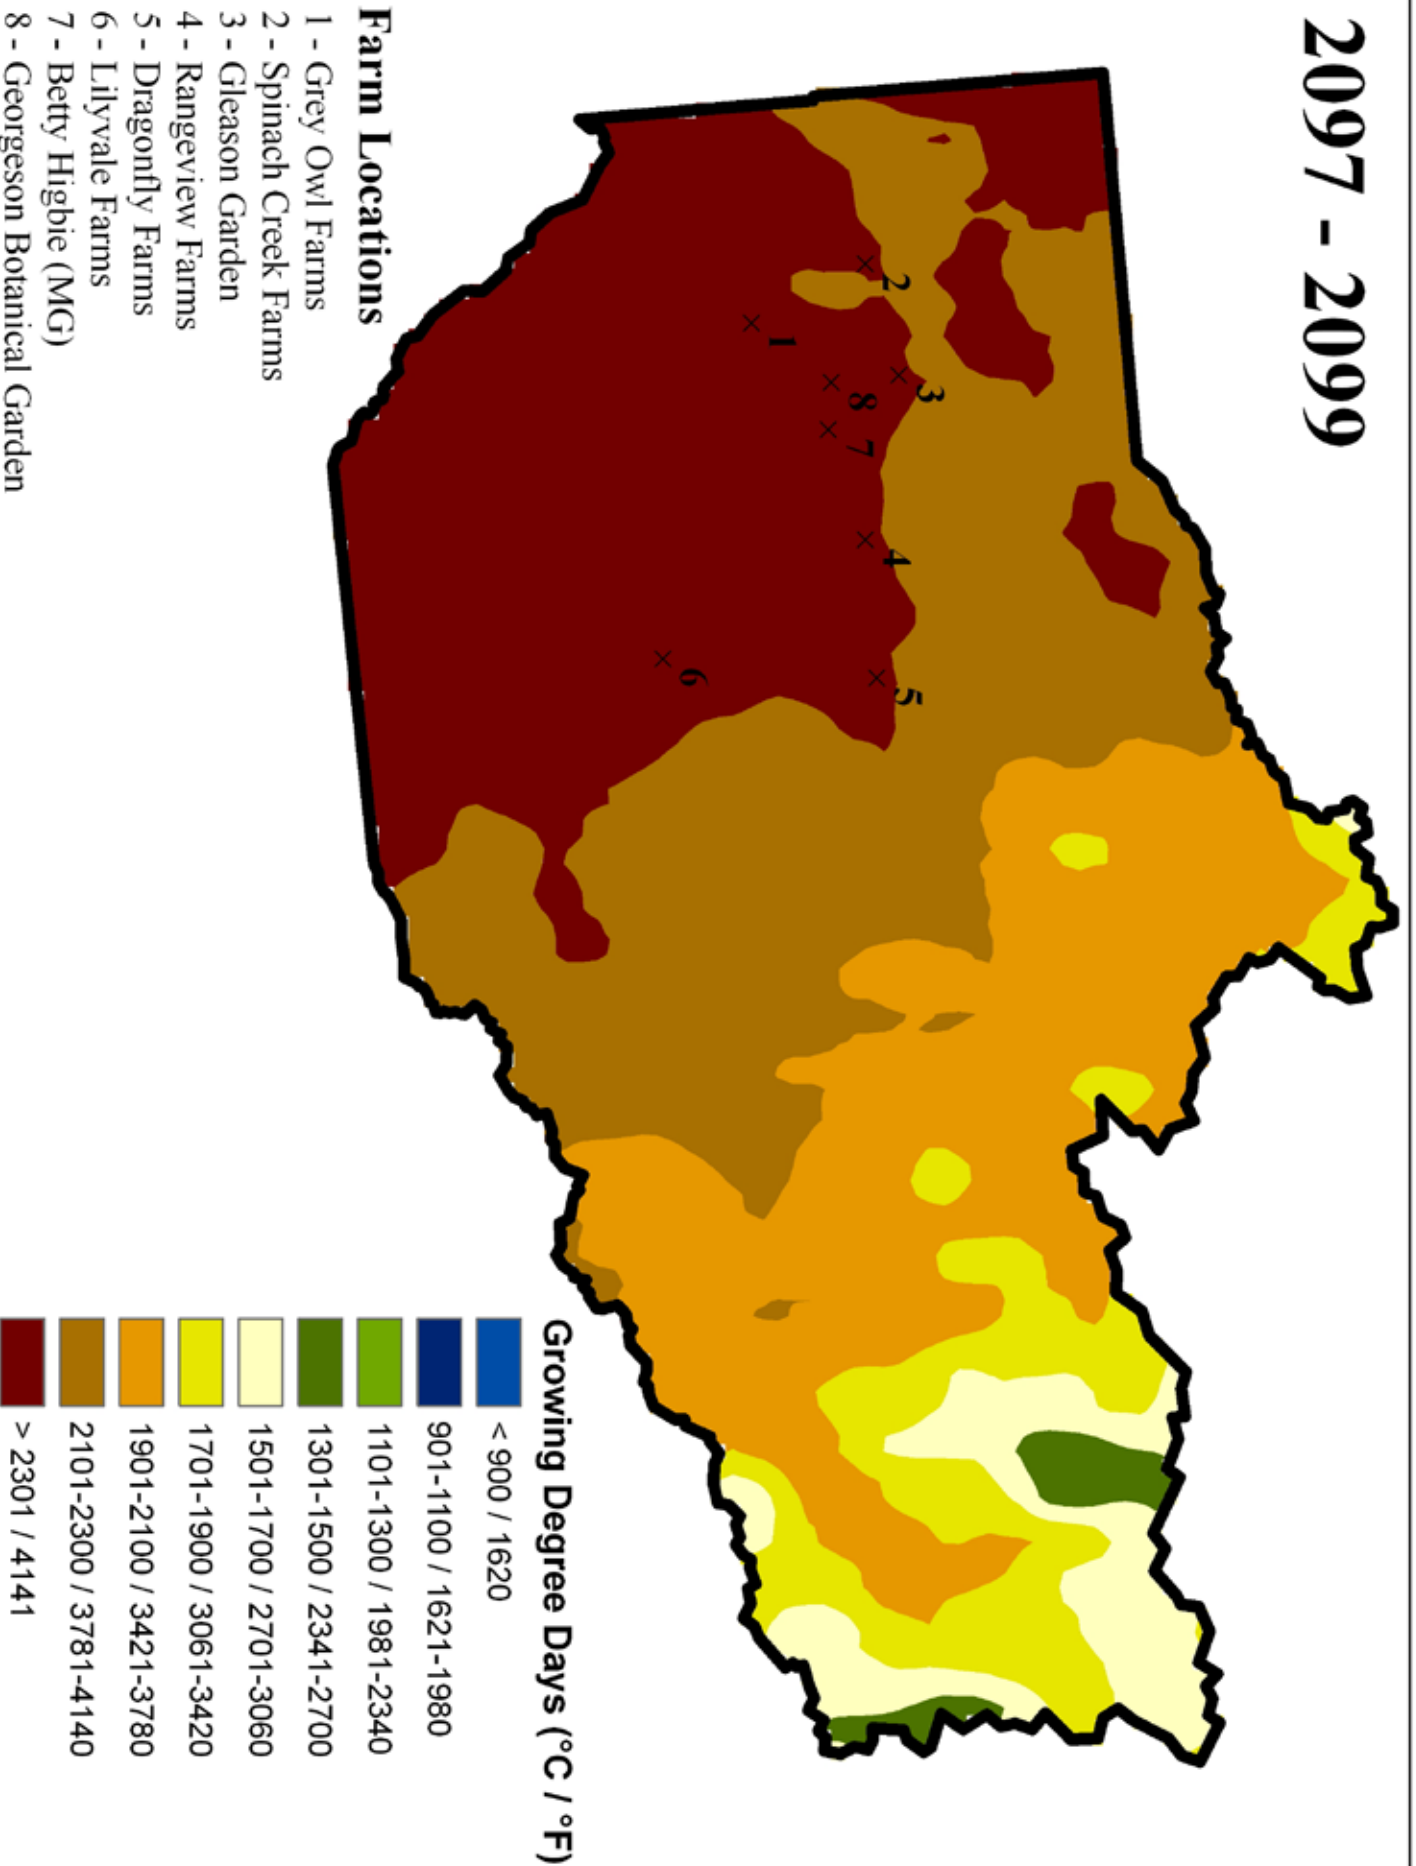 2097 - 2099
2
1
3
8
7
4
5
6
Farm Locations
1 - Grey Owl Farms
2 - Spinach Creek Farms
3 - Gleason Garden
4 - Rangeview Farms
5 - Dragonfly Farms
6 - Lilyvale Farms
7 - Betty Higbie (MG)
8 - Georgeson Botanical Garden
Growing Degree Days (°C / °F)
< 900 / 1620
901-1100 / 1621-1980
1101-1300 / 1981-2340
1301-1500 / 2341-2700
1501-1700 / 2701-3060
1701-1900 / 3061-3420
1901-2100 / 3421-3780
2101-2300 / 3781-4140
> 2301 / 4141